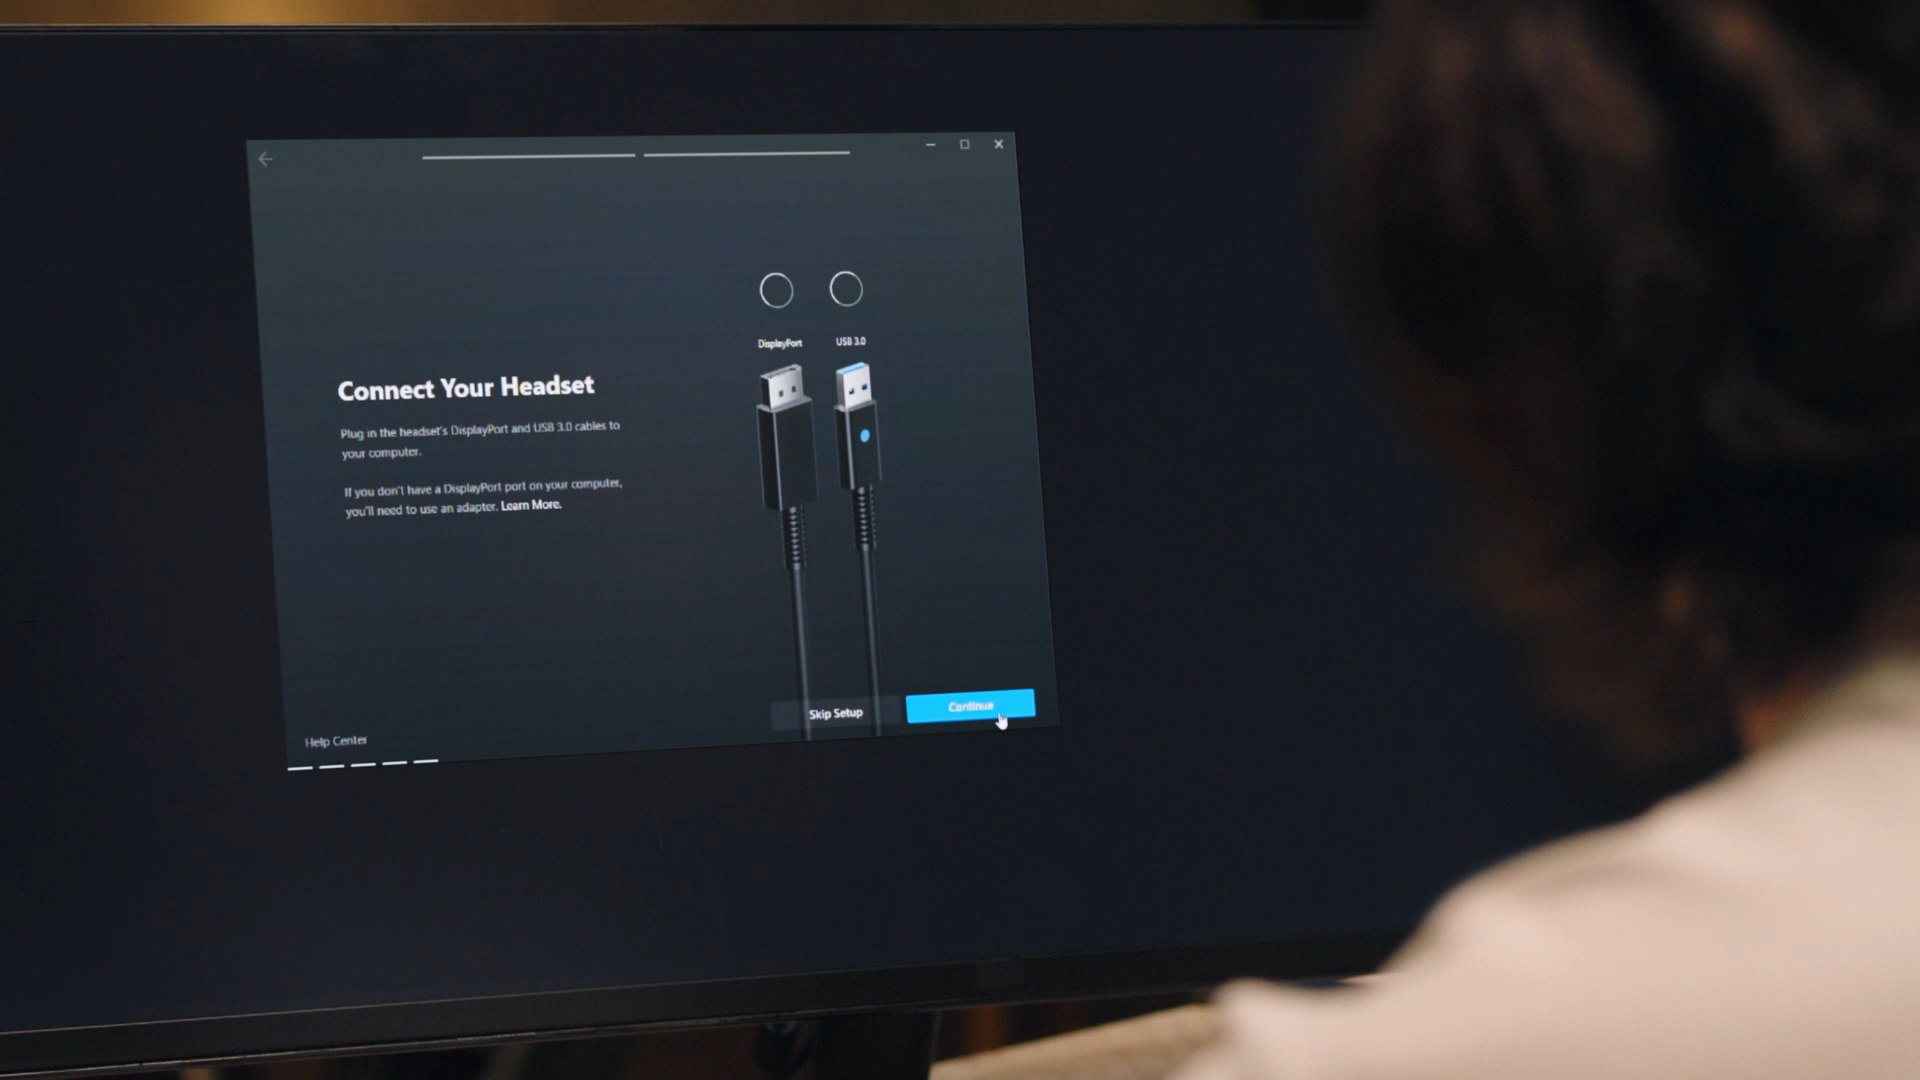 DisplayPort USB 3.0
Connect Your Headset
Plug in the headset's DisplayPort and USB 3.0 cables to
your computer.
If you don't have a DisplayPort port on your computer,
you'll need to use an adapter. Learn More.
Skip Setup Continue
Help Center